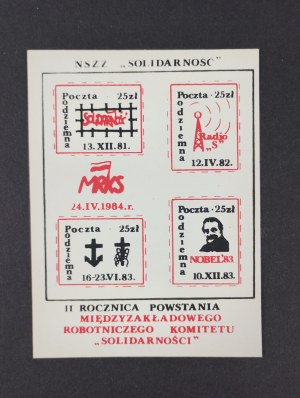 NSZZ „SOLIDARNOŚĆ"
Poczta · 25zł
Podziemna
SOLIDARNOŚĆ
13.XII.81.
Poczta · 25zł
Podziemna
Radio
„S"
12.IV.82.
MRKS
24.IV.1984.r.
Poczta · 25zł
Podziemna
16-23.VI.83.
Poczta · 25zł
Podziemna
NOBEL'83.
10.XII.83.
II ROCZNICA POWSTANIA
MIĘDZYZAKŁADOWEGO
ROBOTNICZEGO KOMITETU
„SOLIDARNOŚCI"